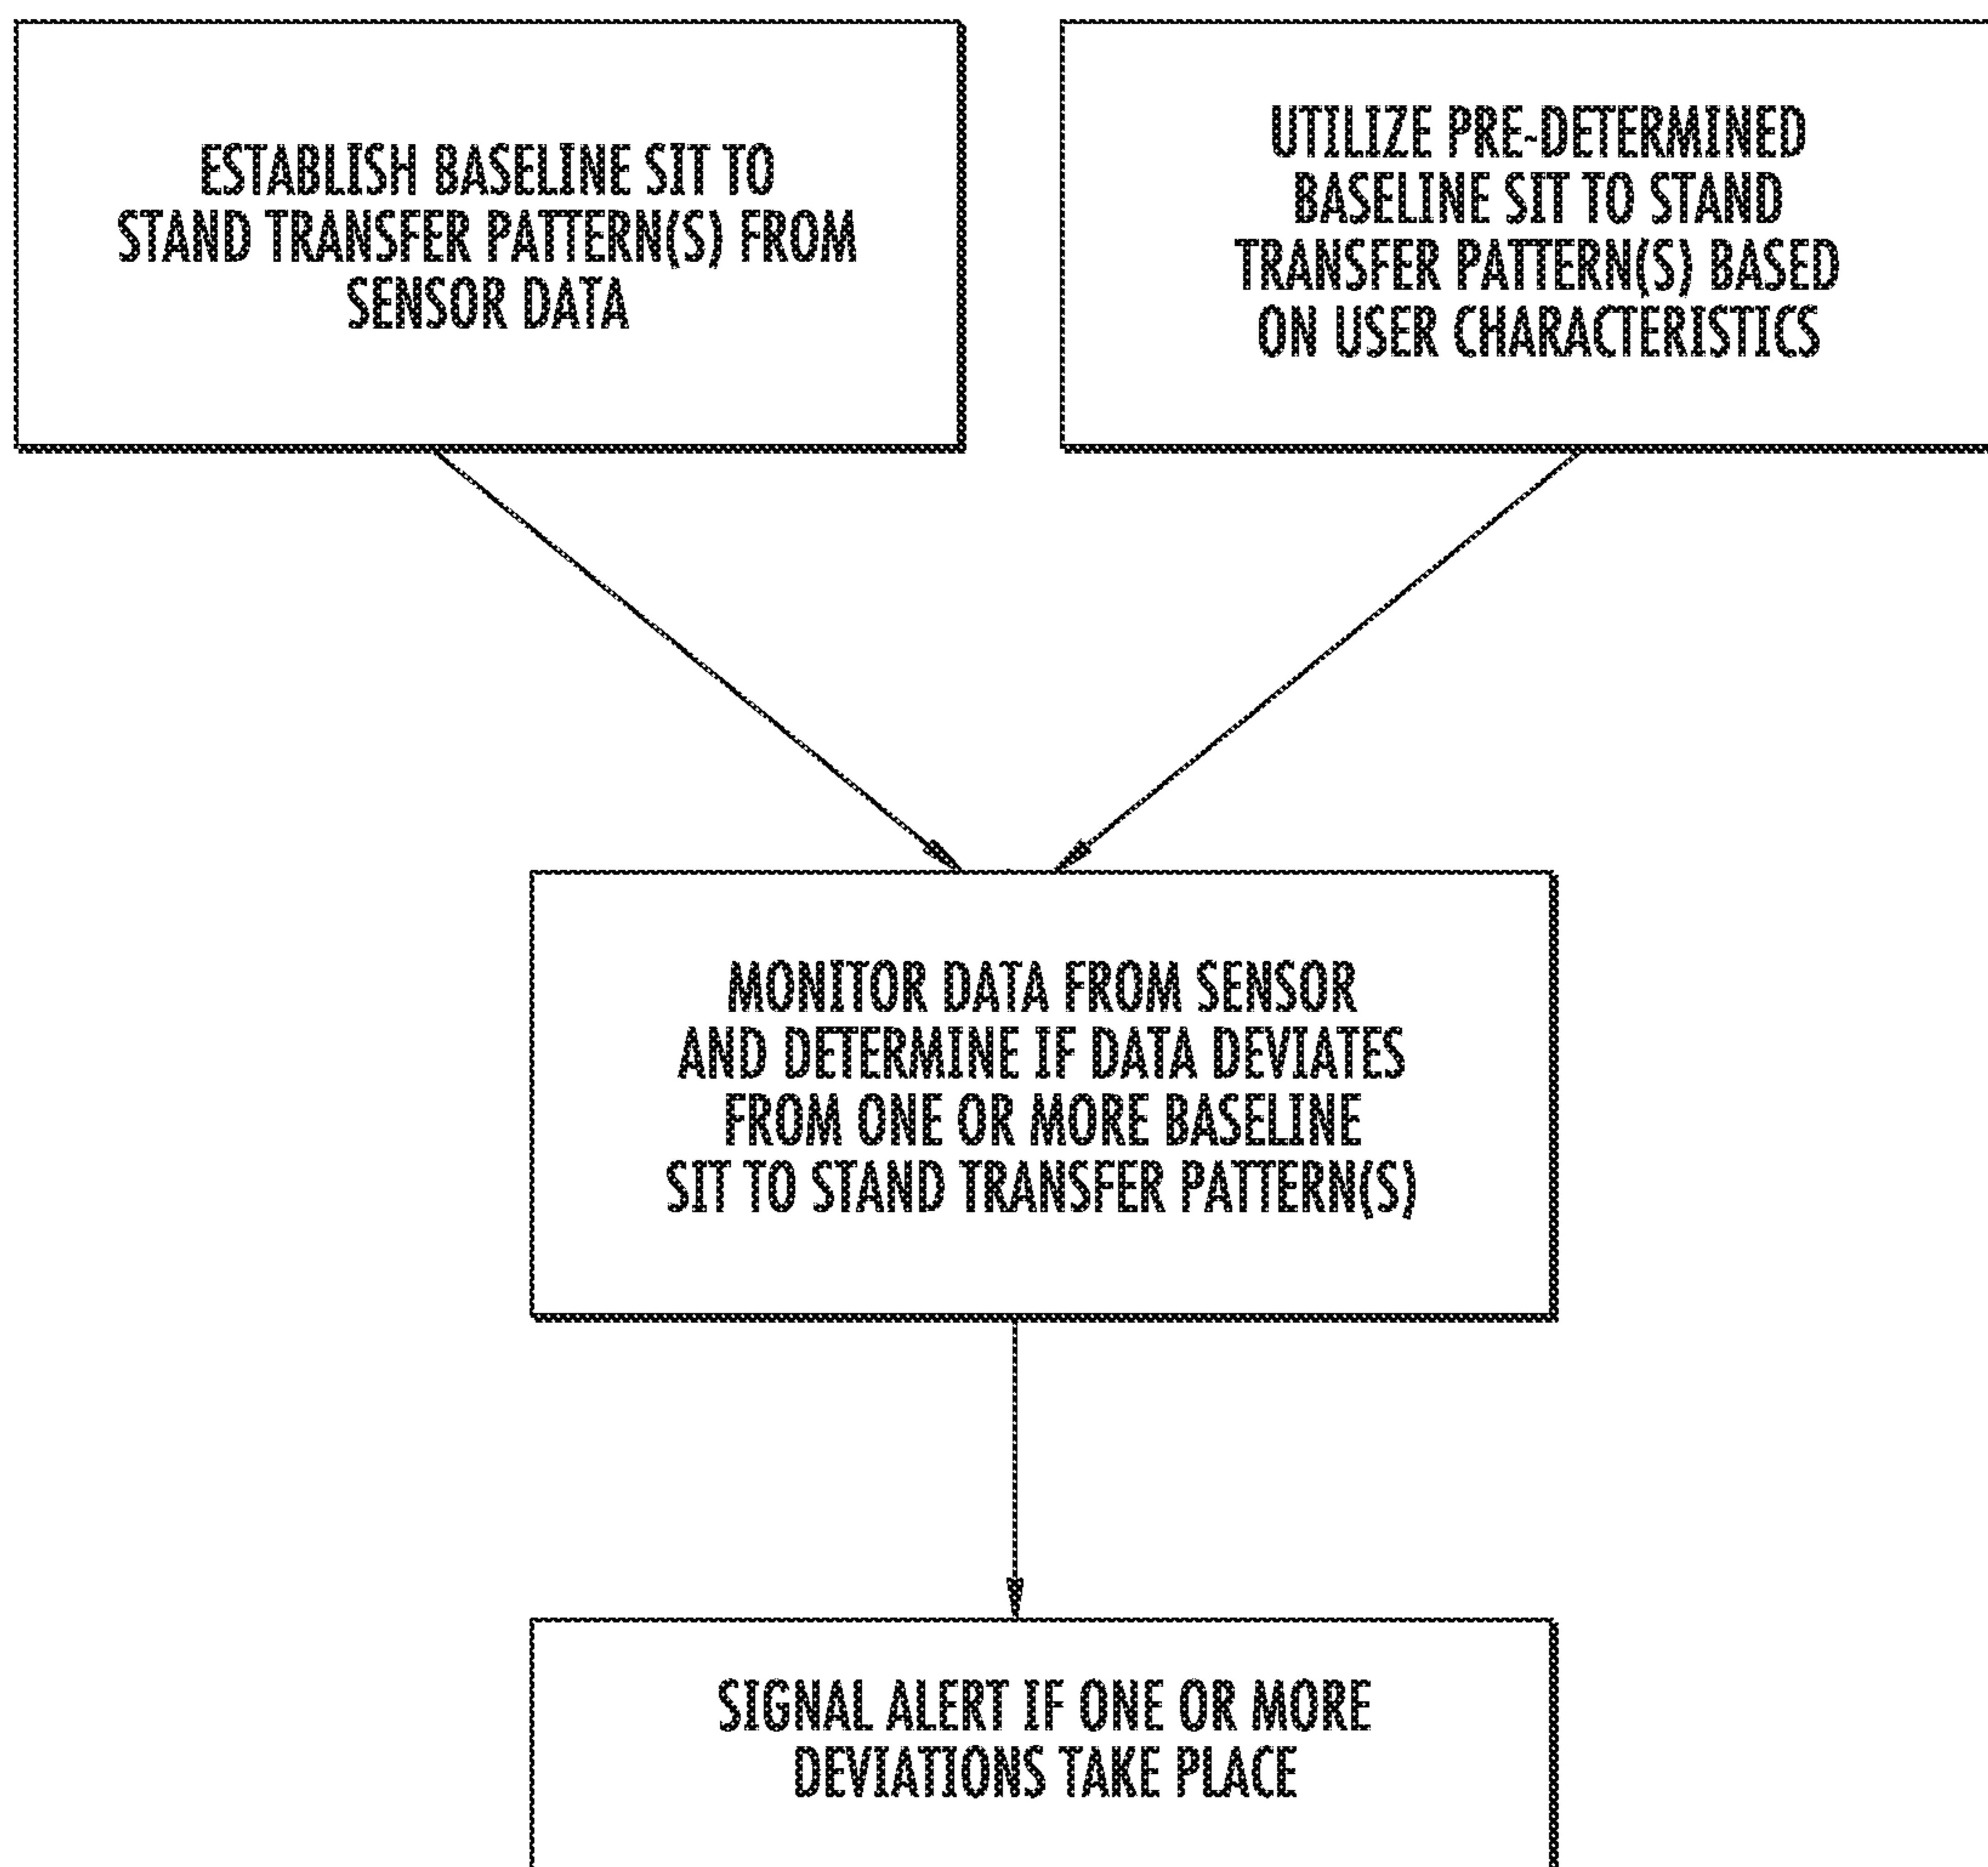 ESTABLISH BASELINE SIT TO
STAND TRANSFER PATTERN(S) FROM
SENSOR DATA
UTILIZE PRE-DETERMINED
BASELINE SIT TO STAND
TRANSFER PATTERN(S) BASED
ON USER CHARACTERISTICS
MONITOR DATA FROM SENSOR
AND DETERMINE IF DATA DEVIATES
FROM ONE OR MORE BASELINE
SIT TO STAND TRANSFER PATTERN(S)
SIGNAL ALERT IF ONE OR MORE
DEVIATIONS TAKE PLACE